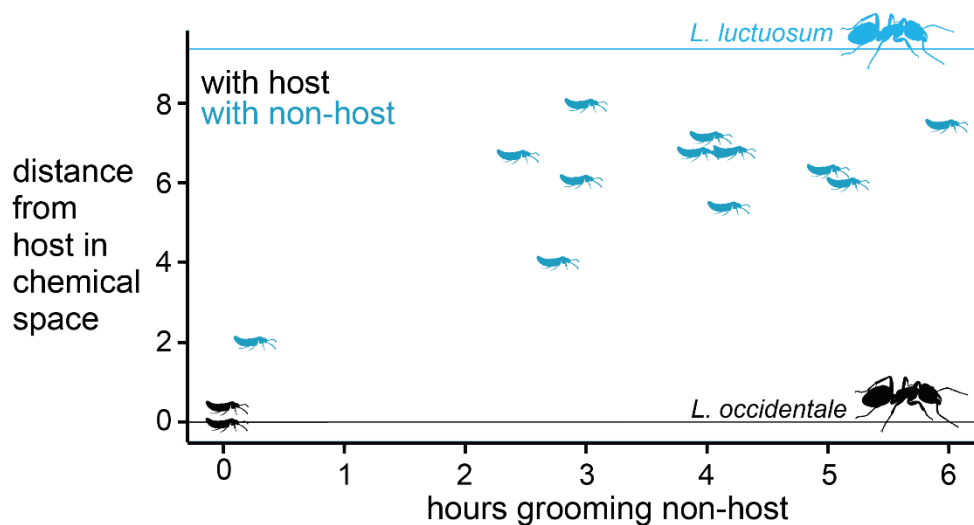 L. luctuosum
with host
with non-host
8
6
4
2
0
distance
from
host in
chemical
space
L. occidentale
0 1 2 3 4 5 6
hours grooming non-host